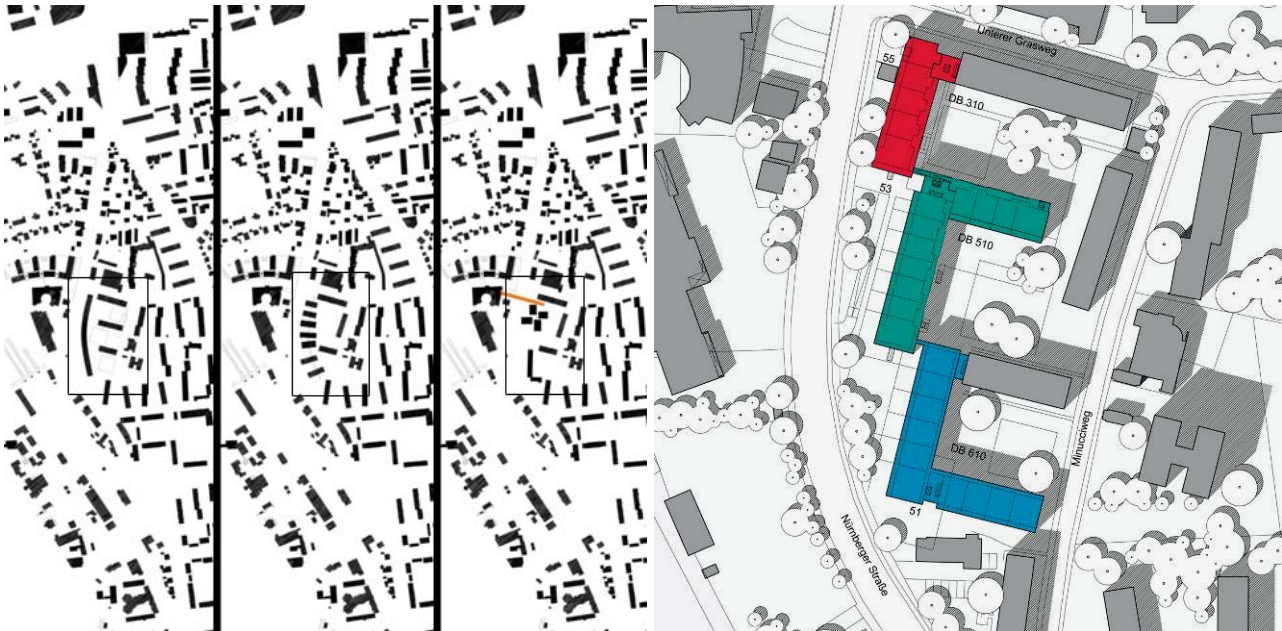 Unterer Grasweg
55
DB 310
53
DB 510
DB 610
51
Minucciweg
Nürnberger Straße